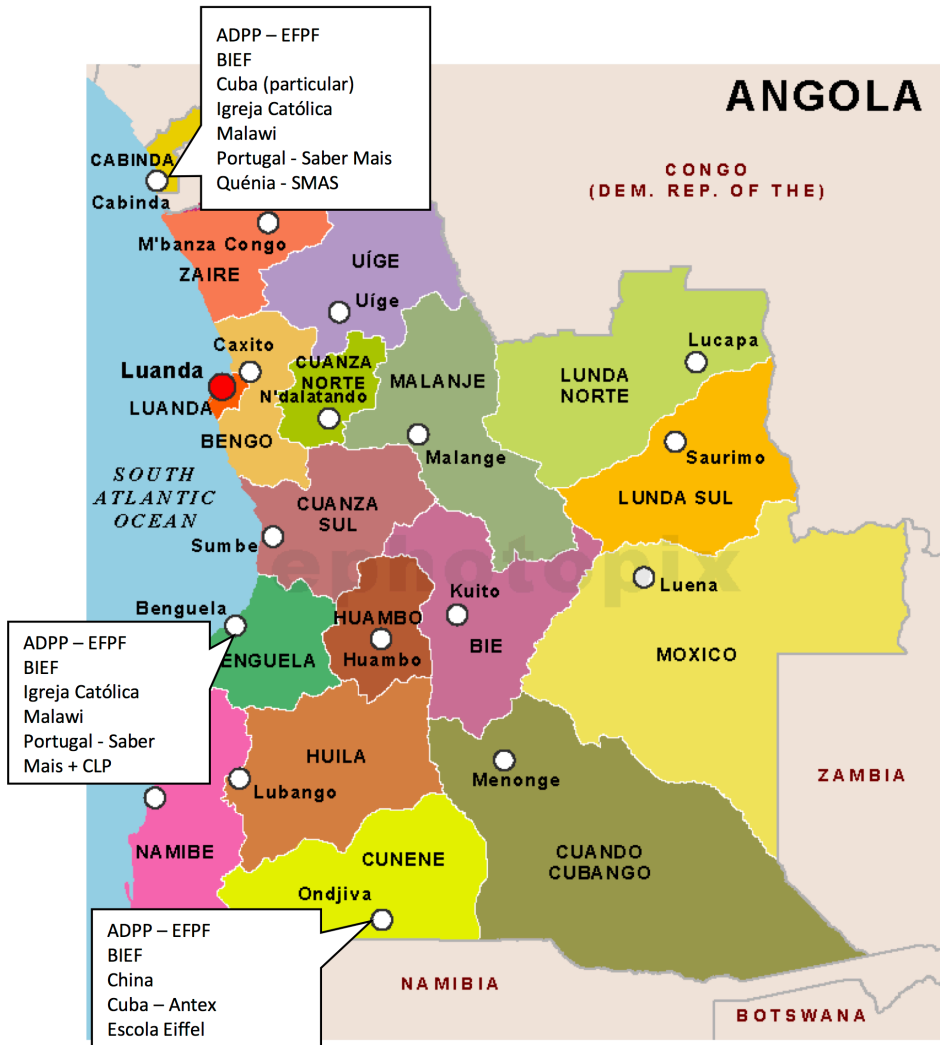 ADPP – EFPF
BIEF
Cuba (particular)
Igreja Católica
Malawi
Portugal - Saber Mais
Quénia - SMAS
ANGOLA
CABINDA
Cabinda
CONGO
(DEM. REP. OF THE)
M'banza Congo
ZAIRE
UÍGE
Uíge
Caxito
Luanda
LUANDA
BENGO
CUANZA
NORTE
N'dalatando
MALANJE
Malange
LUNDA
NORTE
Lucapa
Saurimo
LUNDA SUL
SOUTH
ATLANTIC
OCEAN
CUANZA
SUL
Sumbe
ephotopix
Benguela
ENGUELA
HUAMBO
Huambo
Kuito
BIE
Luena
MOXICO
ADPP – EFPF
BIEF
Igreja Católica
Malawi
Portugal - Saber
Mais + CLP
HUILA
Lubango
Menonge
ZAMBIA
NAMIBE
CUNENE
Ondjiva
CUANDO
CUBANGO
ADPP – EFPF
BIEF
China
Cuba – Antex
Escola Eiffel
NAMIBIA
BOTSWANA